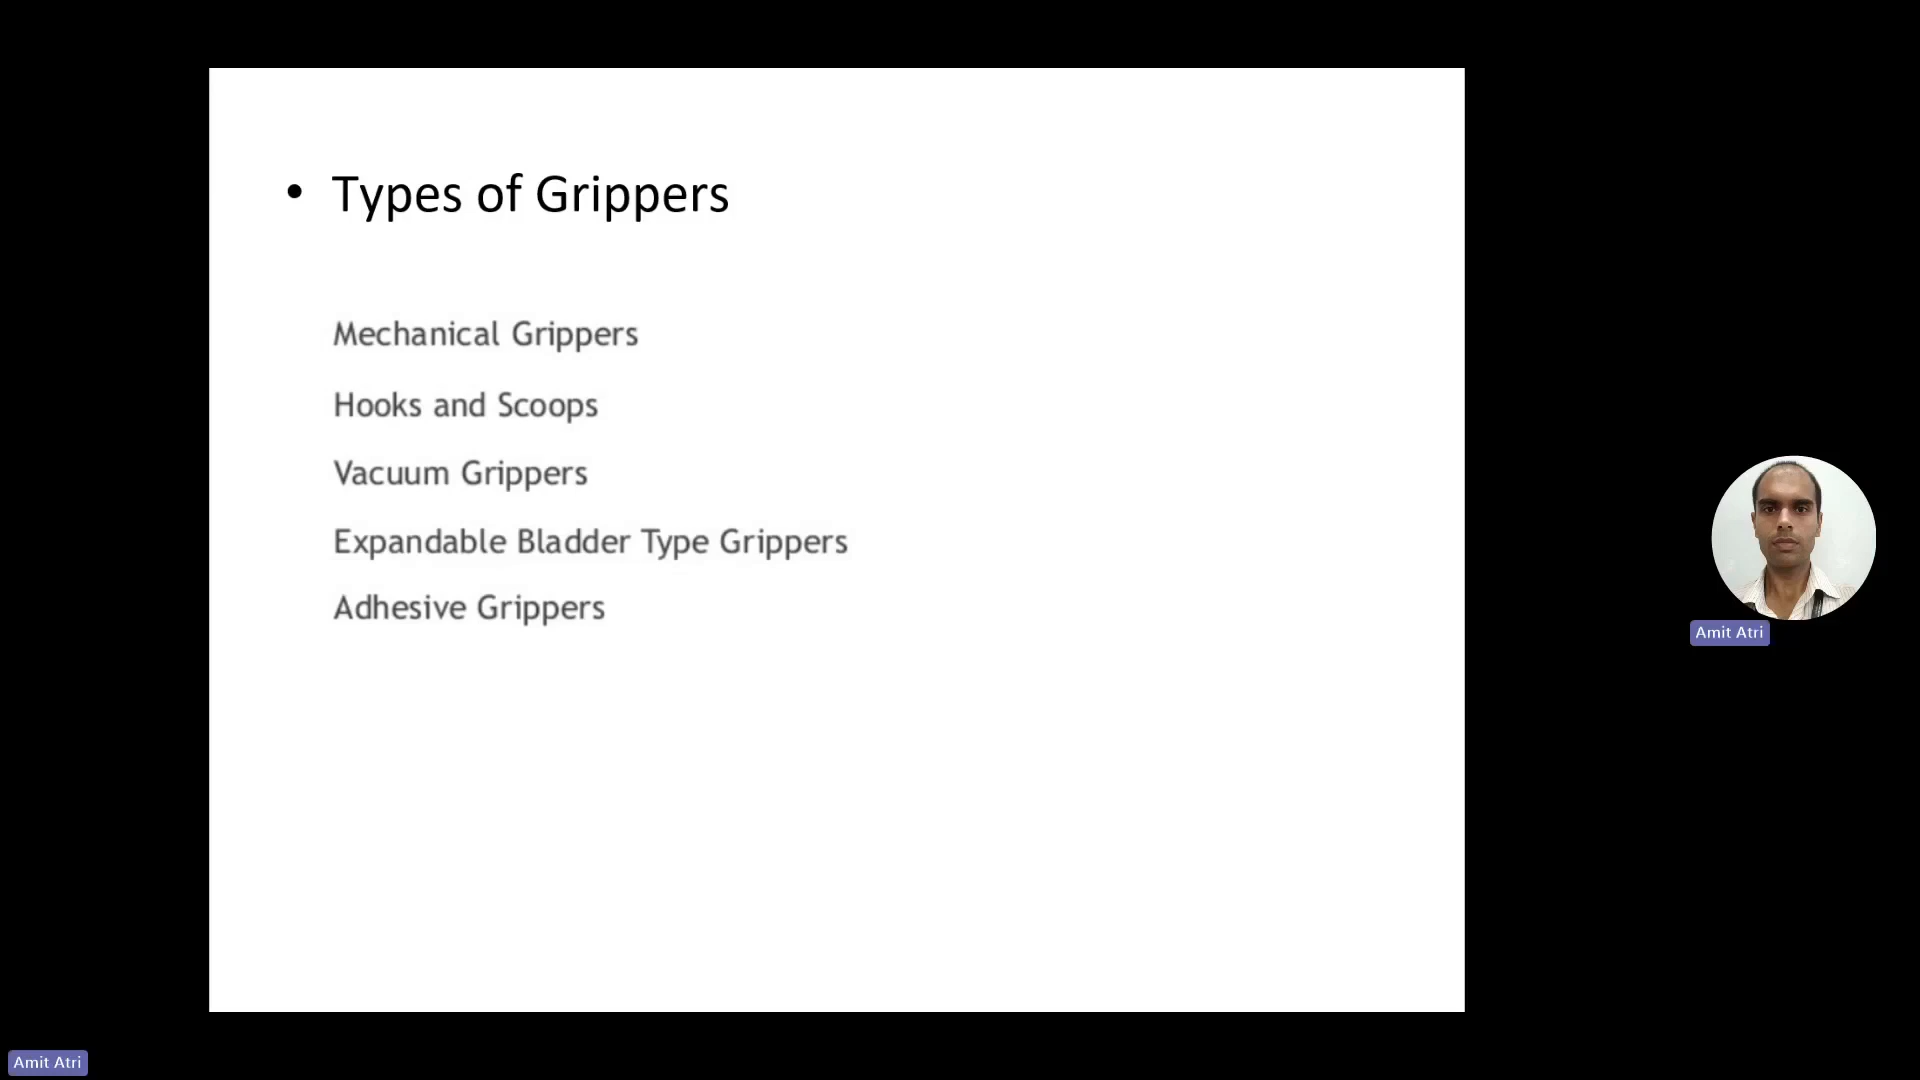 • Types of Grippers
Mechanical Grippers
Hooks and Scoops
Vacuum Grippers
Expandable Bladder Type Grippers
Adhesive Grippers
Amit Atri
Amit Atri